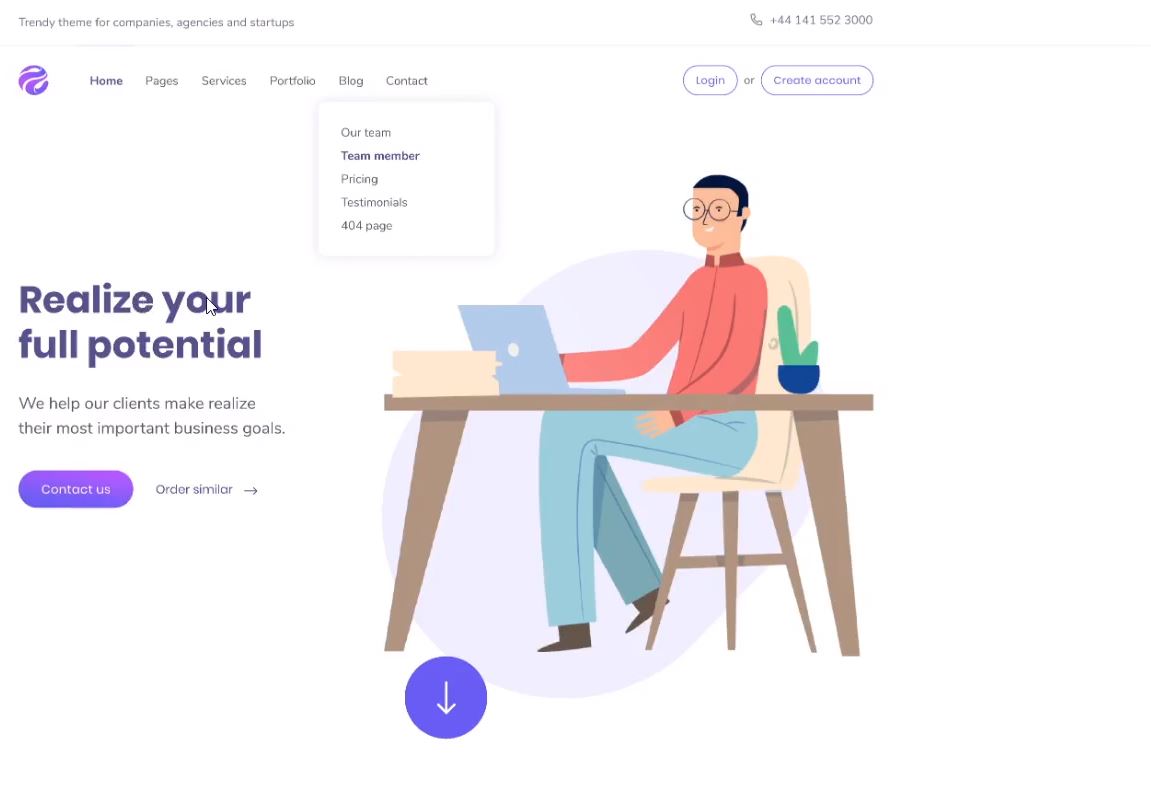 Trendy theme for companies, agencies and startups
+44 141 552 3000
Home Pages Services Portfolio Blog Contact
Login or Create account
Our team
Team member
Pricing
Testimonials
404 page
Realize your
full potential
We help our clients make realize
their most important business goals.
Contact us Order similar